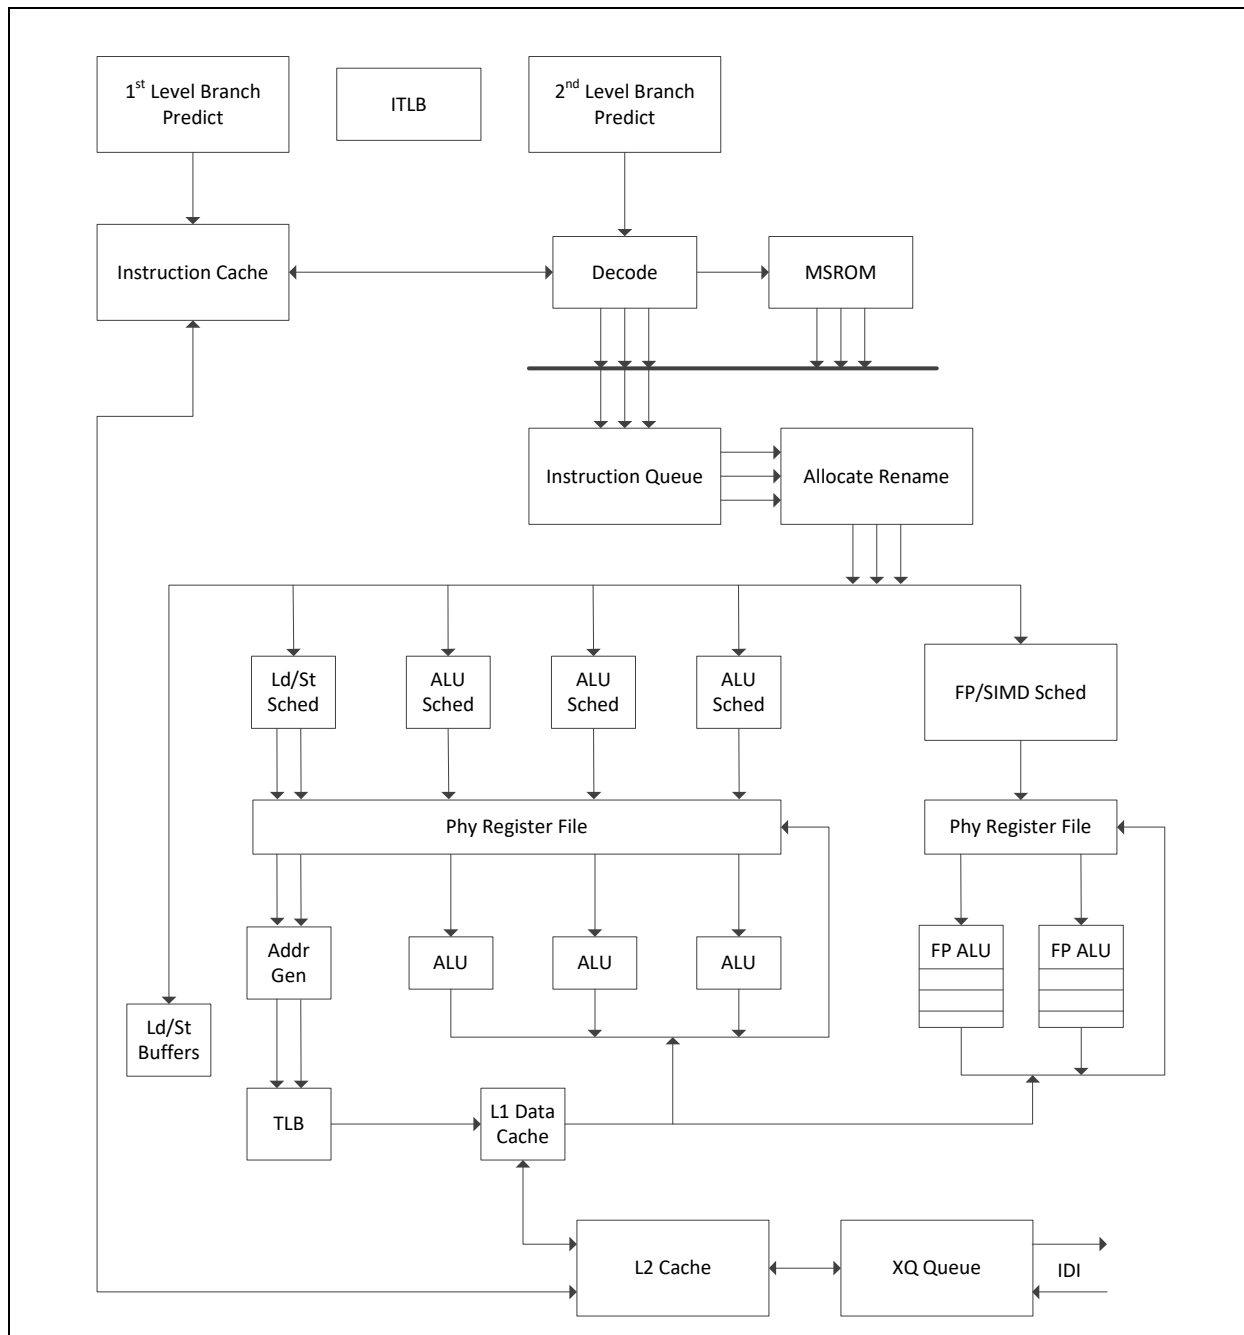 1st Level Branch
Predict
ITLB
2nd Level Branch
Predict
Instruction Cache
Decode
MSROM
Instruction Queue
Allocate Rename
Ld/St
Sched
ALU
Sched
ALU
Sched
ALU
Sched
FP/SIMD Sched
Phy Register File
Phy Register File
Addr
Gen
ALU
ALU
ALU
FP ALU
FP ALU
Ld/St
Buffers
TLB
L1 Data
Cache
L2 Cache
XQ Queue
IDI